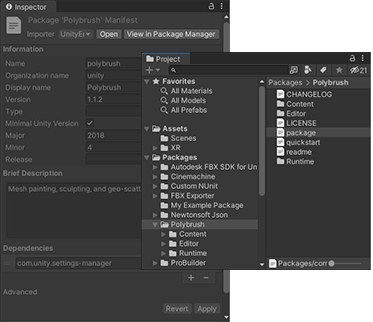 Inspector
Package 'Polybrush' Manifest
Importer UnityE
Open
View in Package Manager
Information
Name polybrush
Organization name unity
Display name Polybrush
Version 1.1.2
Type
Minimal Unity Version
Major 2018
Minor 4
Release
Brief Description
Mesh painting, sculpting, and geo-scatt
Dependencies
com.unity.settings-manager
Advanced
Revert
Apply
Project
21
Favorites
All Materials
All Models
All Prefabs
Assets
Scenes
XR
Packages
Autodesk FBX SDK for Un
Cinemachine
Custom NUnit
FBX Exporter
My Example Package
Newtonsoft Json
Polybrush
Content
Editor
Runtime
ProBuilder
Packages > Polybrush
CHANGELOG
Content
Editor
LICENSE
package
quickstart
readme
Runtime
Packages/com